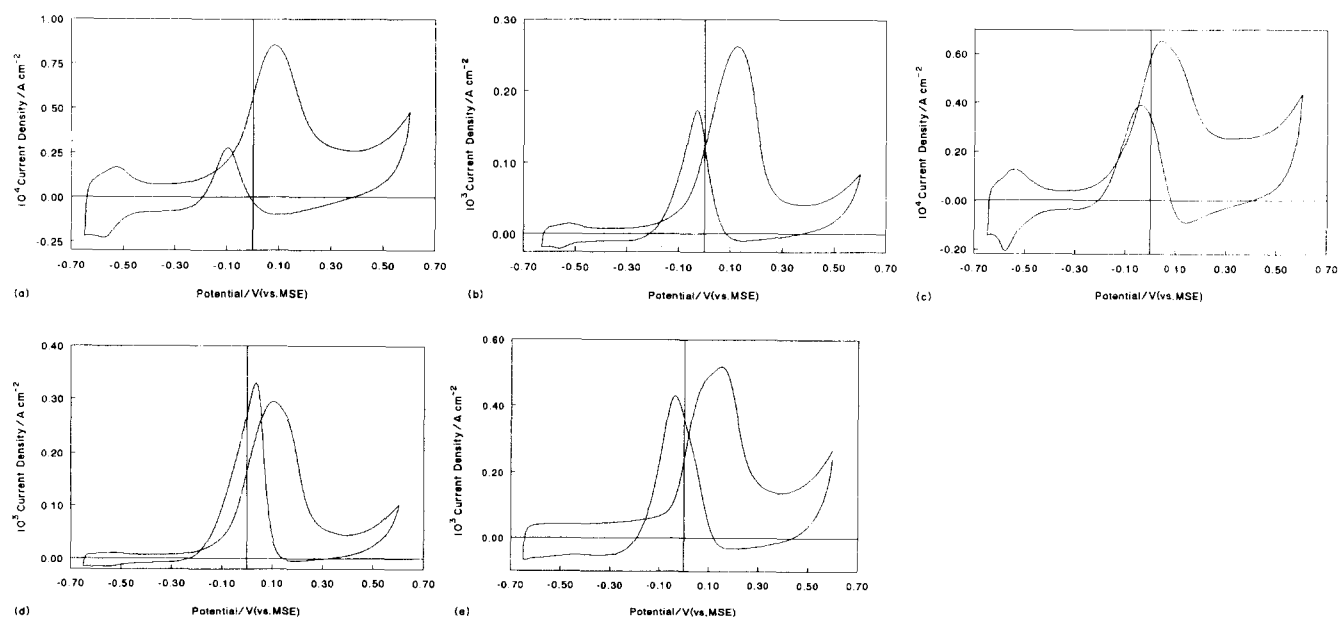 1.00
0.75
0.50
0.25
0.00
-0.25
10⁴ Current Density/A cm⁻²
-0.70 -0.50 -0.30 -0.10 0.10 0.30 0.50 0.70
(a) Potential/V(vs.MSE)
0.30
0.20
0.10
0.00
10³ Current Density/A cm⁻²
-0.70 -0.50 -0.30 -0.10 0.10 0.30 0.50 0.70
(b) Potential/V(vs.MSE)
0.60
0.40
0.20
0.00
-0.20
10⁴ Current Density/A cm⁻²
-0.70 -0.50 -0.30 -0.10 0.10 0.30 0.50 0.70
(c) Potential/V(vs.MSE)
0.40
0.30
0.20
0.10
0.00
10³ Current Density/A cm⁻²
-0.70 -0.50 -0.30 -0.10 0.10 0.30 0.50 0.70
(d) Potential/V(vs.MSE)
0.60
0.40
0.20
0.00
10³ Current Density/A cm⁻²
-0.70 -0.50 -0.30 -0.10 0.10 0.30 0.50 0.70
(e) Potential/V(vs.MSE)